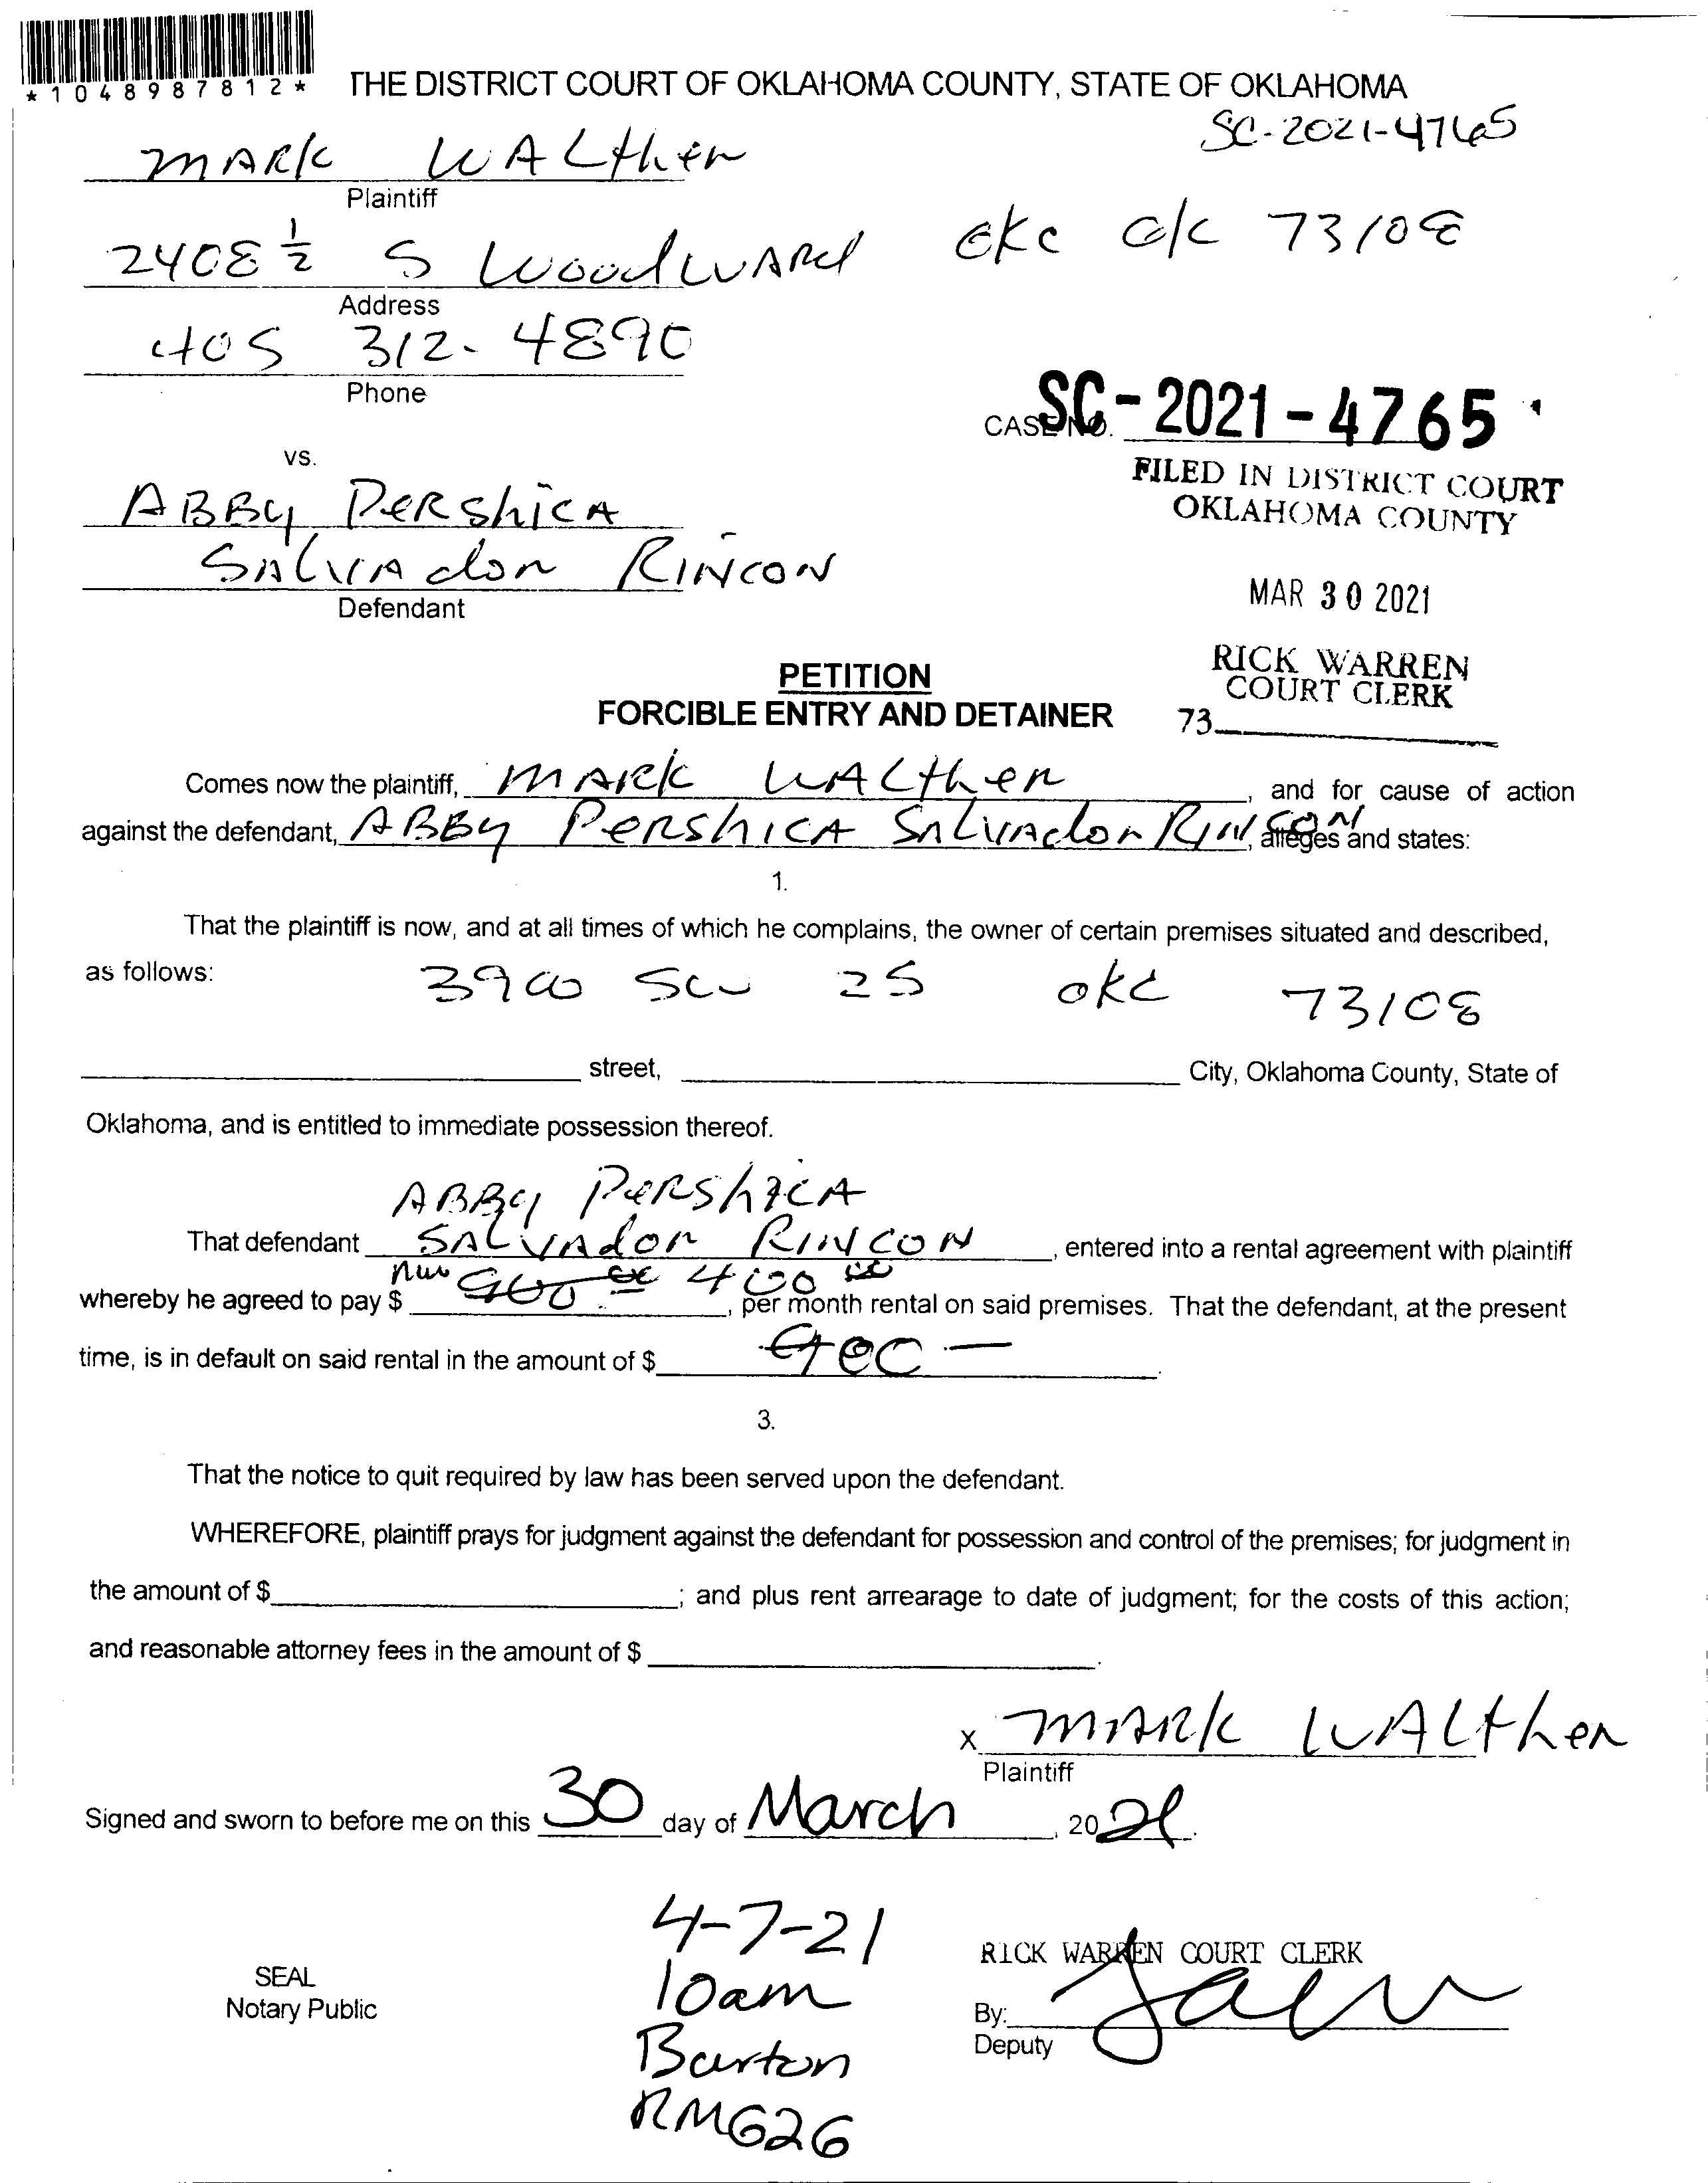 *1048987812*
THE DISTRICT COURT OF OKLAHOMA COUNTY, STATE OF OKLAHOMA
SC-2021-4765
MARK WALther
Plaintiff
2408 ½ S WoodWARd OKC OK 73108
Address
405 312-4890
Phone
CASE NO. SC-2021-4765
vs.
FILED IN DISTRICT COURT
OKLAHOMA COUNTY
ABBy PERShiCA
SALVAdor RINCON
Defendant
MAR 30 2021
RICK WARREN
COURT CLERK
73
PETITION
FORCIBLE ENTRY AND DETAINER
Comes now the plaintiff, MARK WALther, and for cause of action
against the defendant, ABBy PERShICA SALVAdor RINCON, alleges and states:
1.
That the plaintiff is now, and at all times of which he complains, the owner of certain premises situated and described,
as follows: 3900 SW 25 OKC 73108
street, City, Oklahoma County, State of
Oklahoma, and is entitled to immediate possession thereof.
ABBy PERShICA
That defendant SALVAdor RINCON, entered into a rental agreement with plaintiff
whereby he agreed to pay $ 900 00 400 00, per month rental on said premises. That the defendant, at the present
time, is in default on said rental in the amount of $ .
3.
That the notice to quit required by law has been served upon the defendant.
WHEREFORE, plaintiff prays for judgment against the defendant for possession and control of the premises; for judgment in
the amount of $ ; and plus rent arrearage to date of judgment; for the costs of this action;
and reasonable attorney fees in the amount of $ .
x MARK WALther
Plaintiff
Signed and sworn to before me on this 30 day of March, 2021.
4-7-21
10am
Barton
RM626
SEAL
Notary Public
RICK WARREN COURT CLERK
By:
Deputy